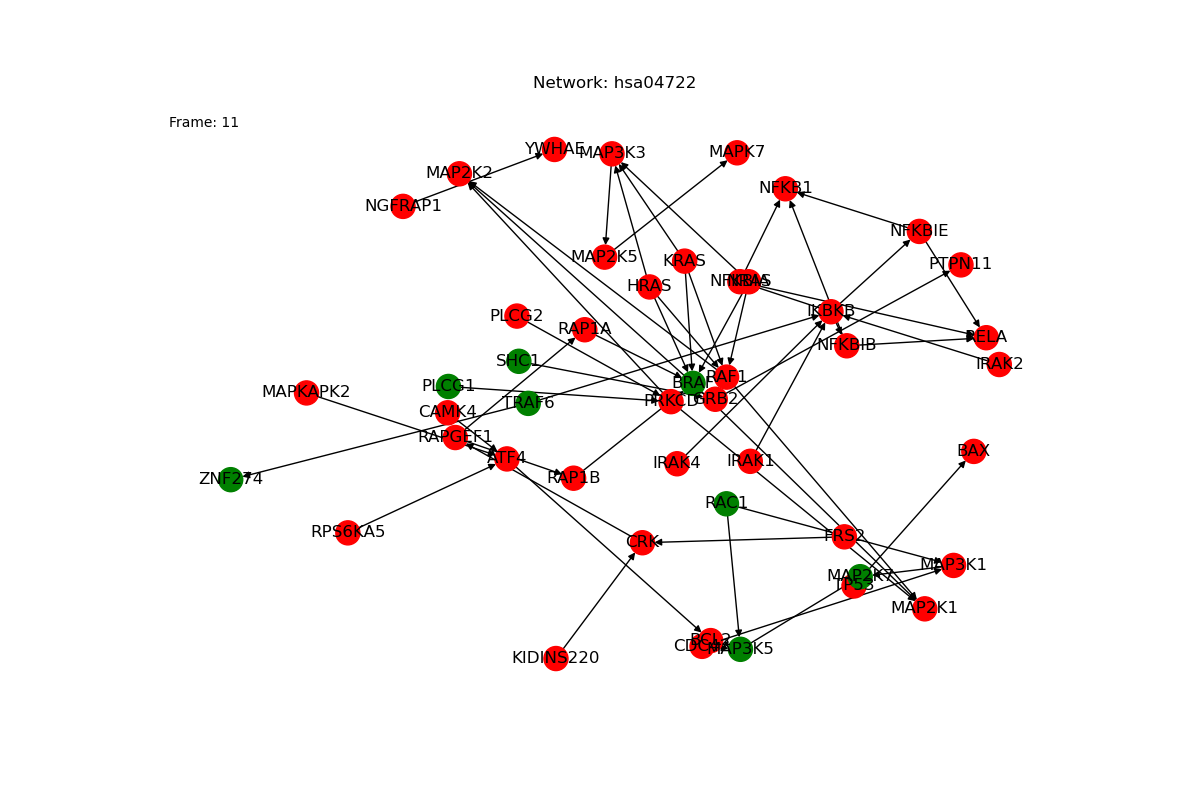 Network: hsa04722
Frame: 11
YWHAE
MAP3K3
MAPK7
MAP2K2
NFKB1
NGFRAP1
NFKBIE
MAP2K5
KRAS
PTPN11
HRAS
NRAS
IKBKB
PLCG2
RAP1A
RELA
NFKBIB
SHC1
IRAK2
RAF1
BRAF
PLCG1
MAPKAPK2
TRAF6
PRKCD
GRB2
CAMK4
RAPGEF1
BAX
ATF4
IRAK4
IRAK1
ZNF274
RAP1B
RAC1
RPS6KA5
FRS2
CRK
MAP3K1
MAP2K7
TP53
MAP2K1
BCL2
MAP3K5
KIDINS220